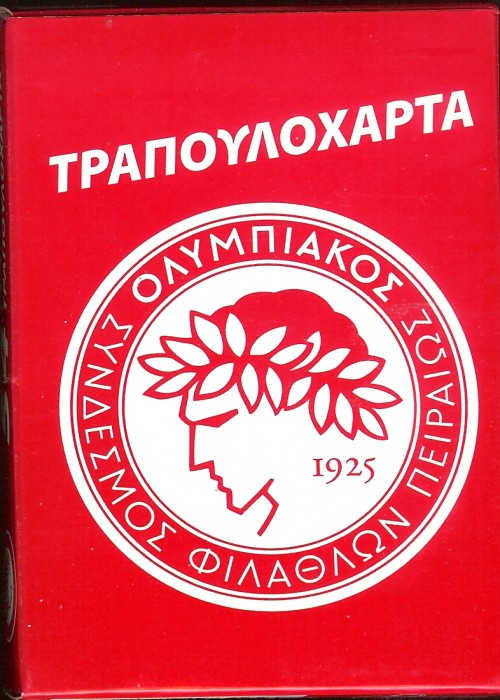 ΤΡΑΠΟΥΛΟΧΑΡΤΑ
ΟΛΥΜΠΙΑΚΟΣ
ΣΥΝΔΕΣΜΟΣ ΦΙΛΑΘΛΩΝ ΠΕΙΡΑΙΩΣ
1925